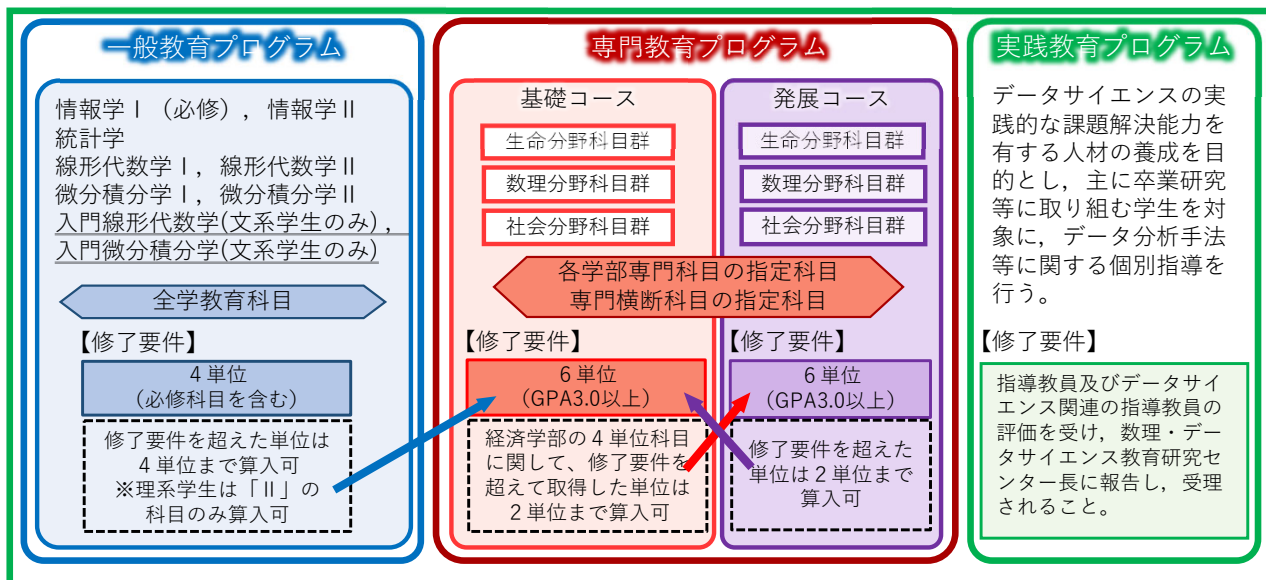 一般教育プログラム
情報学Ⅰ（必修）, 情報学Ⅱ
統計学
線形代数学Ⅰ, 線形代数学Ⅱ
微分積分学Ⅰ, 微分積分学Ⅱ
入門線形代数学(文系学生のみ),
入門微分積分学(文系学生のみ)
全学教育科目
【修了要件】
４単位
(必修科目を含む)
修了要件を超えた単位は
４単位まで算入可
※理系学生は「Ⅱ」の
科目のみ算入可
専門教育プログラム
基礎コース
生命分野科目群
数理分野科目群
社会分野科目群
発展コース
生命分野科目群
数理分野科目群
社会分野科目群
各学部専門科目の指定科目
専門横断科目の指定科目
【修了要件】
６単位
(GPA3.0以上)
経済学部の４単位科目
に関して、修了要件を
超えて取得した単位は
２単位まで算入可
【修了要件】
６単位
(GPA3.0以上)
修了要件を超えた
単位は２単位まで
算入可
実践教育プログラム
データサイエンスの実
践的な課題解決能力を
有する人材の養成を目
的とし，主に卒業研究
等に取り組む学生を対
象に，データ分析手法
等に関する個別指導を
行う。
【修了要件】
指導教員及びデータサイ
エンス関連の指導教員の
評価を受け，数理・デー
タサイエンス教育研究セ
ンター長に報告し，受理
されること。